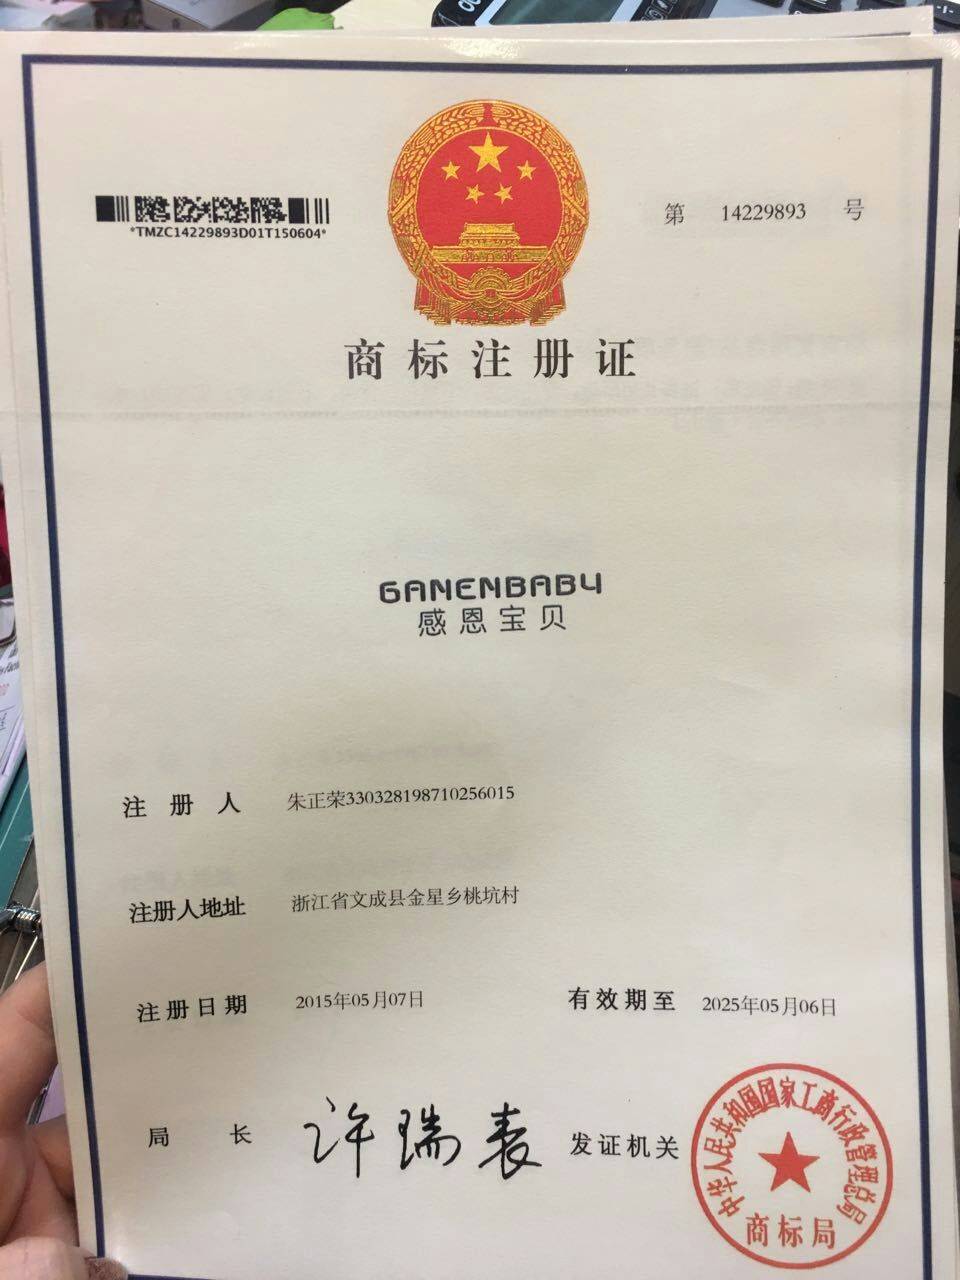 *TMZC14229893D01T150604*
第 14229893 号
商标注册证
GANENBABY
感恩宝贝
注册人 朱正荣330328198710256015
注册人地址 浙江省文成县金星乡桃坑村
注册日期 2015年05月07日 有效期至 2025年05月06日
局长 许瑞表 发证机关
中华人民共和国国家工商行政管理总局
商标局